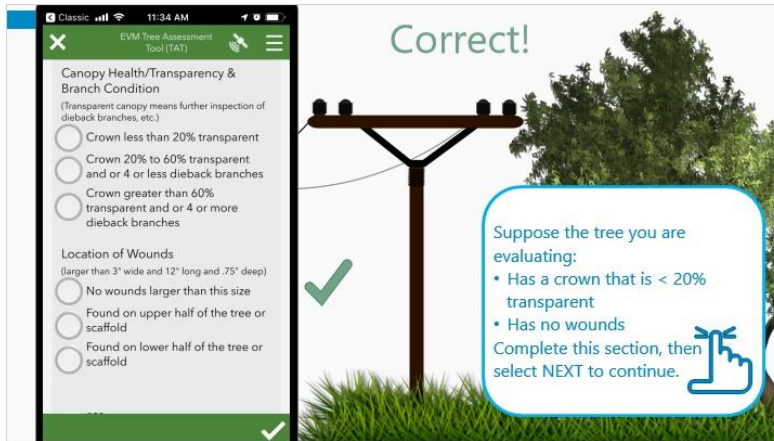 Classic 11:34 AM
EVM Tree Assessment
Tool (TAT)
Canopy Health/Transparency &
Branch Condition
(Transparent canopy means further inspection of
dieback branches, etc.)
Crown less than 20% transparent
Crown 20% to 60% transparent
and or 4 or less dieback branches
Crown greater than 60%
transparent and or 4 or more
dieback branches
Location of Wounds
(larger than 3" wide and 12" long and .75" deep)
No wounds larger than this size
Found on upper half of the tree or
scaffold
Found on lower half of the tree or
scaffold
Correct!
Suppose the tree you are
evaluating:
• Has a crown that is < 20%
transparent
• Has no wounds
Complete this section, then
select NEXT to continue.